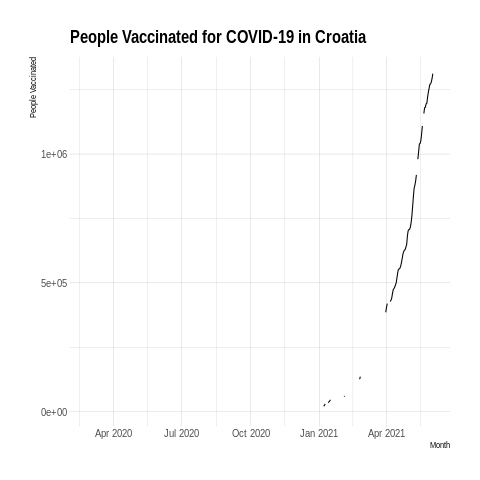 People Vaccinated for COVID-19 in Croatia
People Vaccinated
1e+06
5e+05
0e+00
Apr 2020 Jul 2020 Oct 2020 Jan 2021 Apr 2021
Month